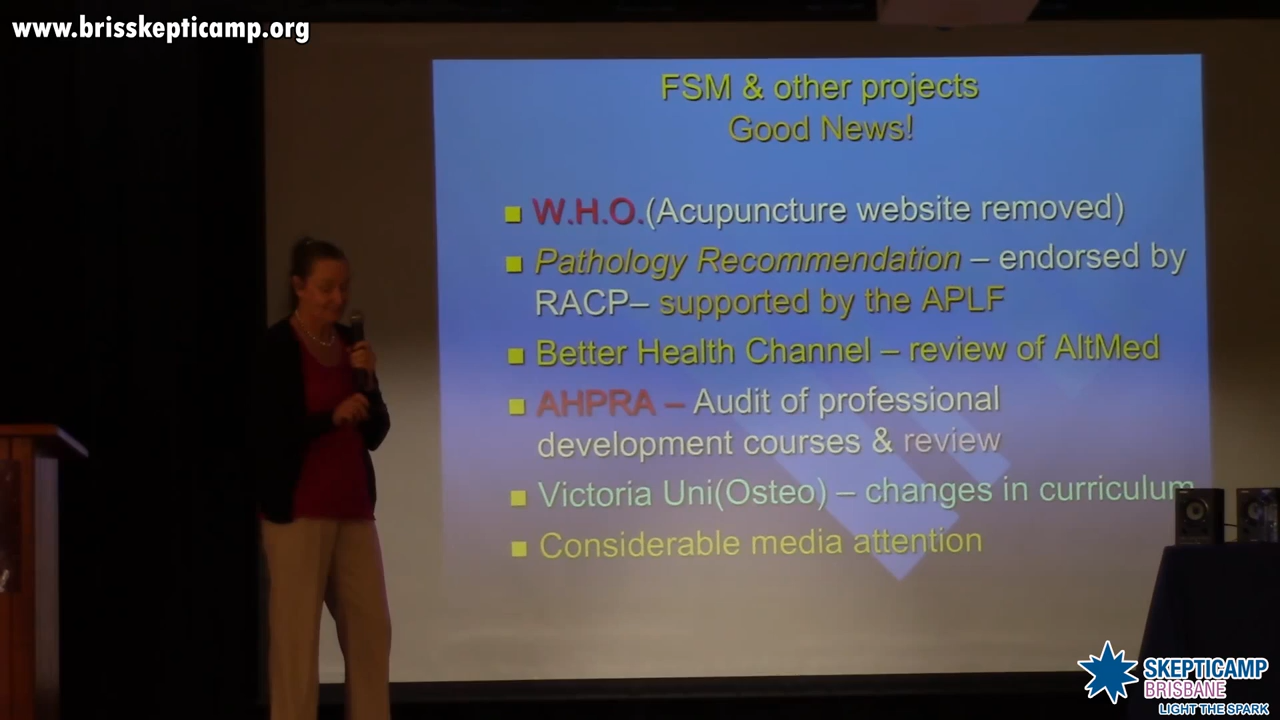 www.brisskepticamp.org
FSM & other projects
Good News!
W.H.O.(Acupuncture website removed)
Pathology Recommendation – endorsed by
RACP– supported by the APLF
Better Health Channel – review of AltMed
AHPRA – Audit of professional
development courses & review
Victoria Uni(Osteo) – changes in curriculum
Considerable media attention
SKEPTICAMP
BRISBANE
LIGHT THE SPARK